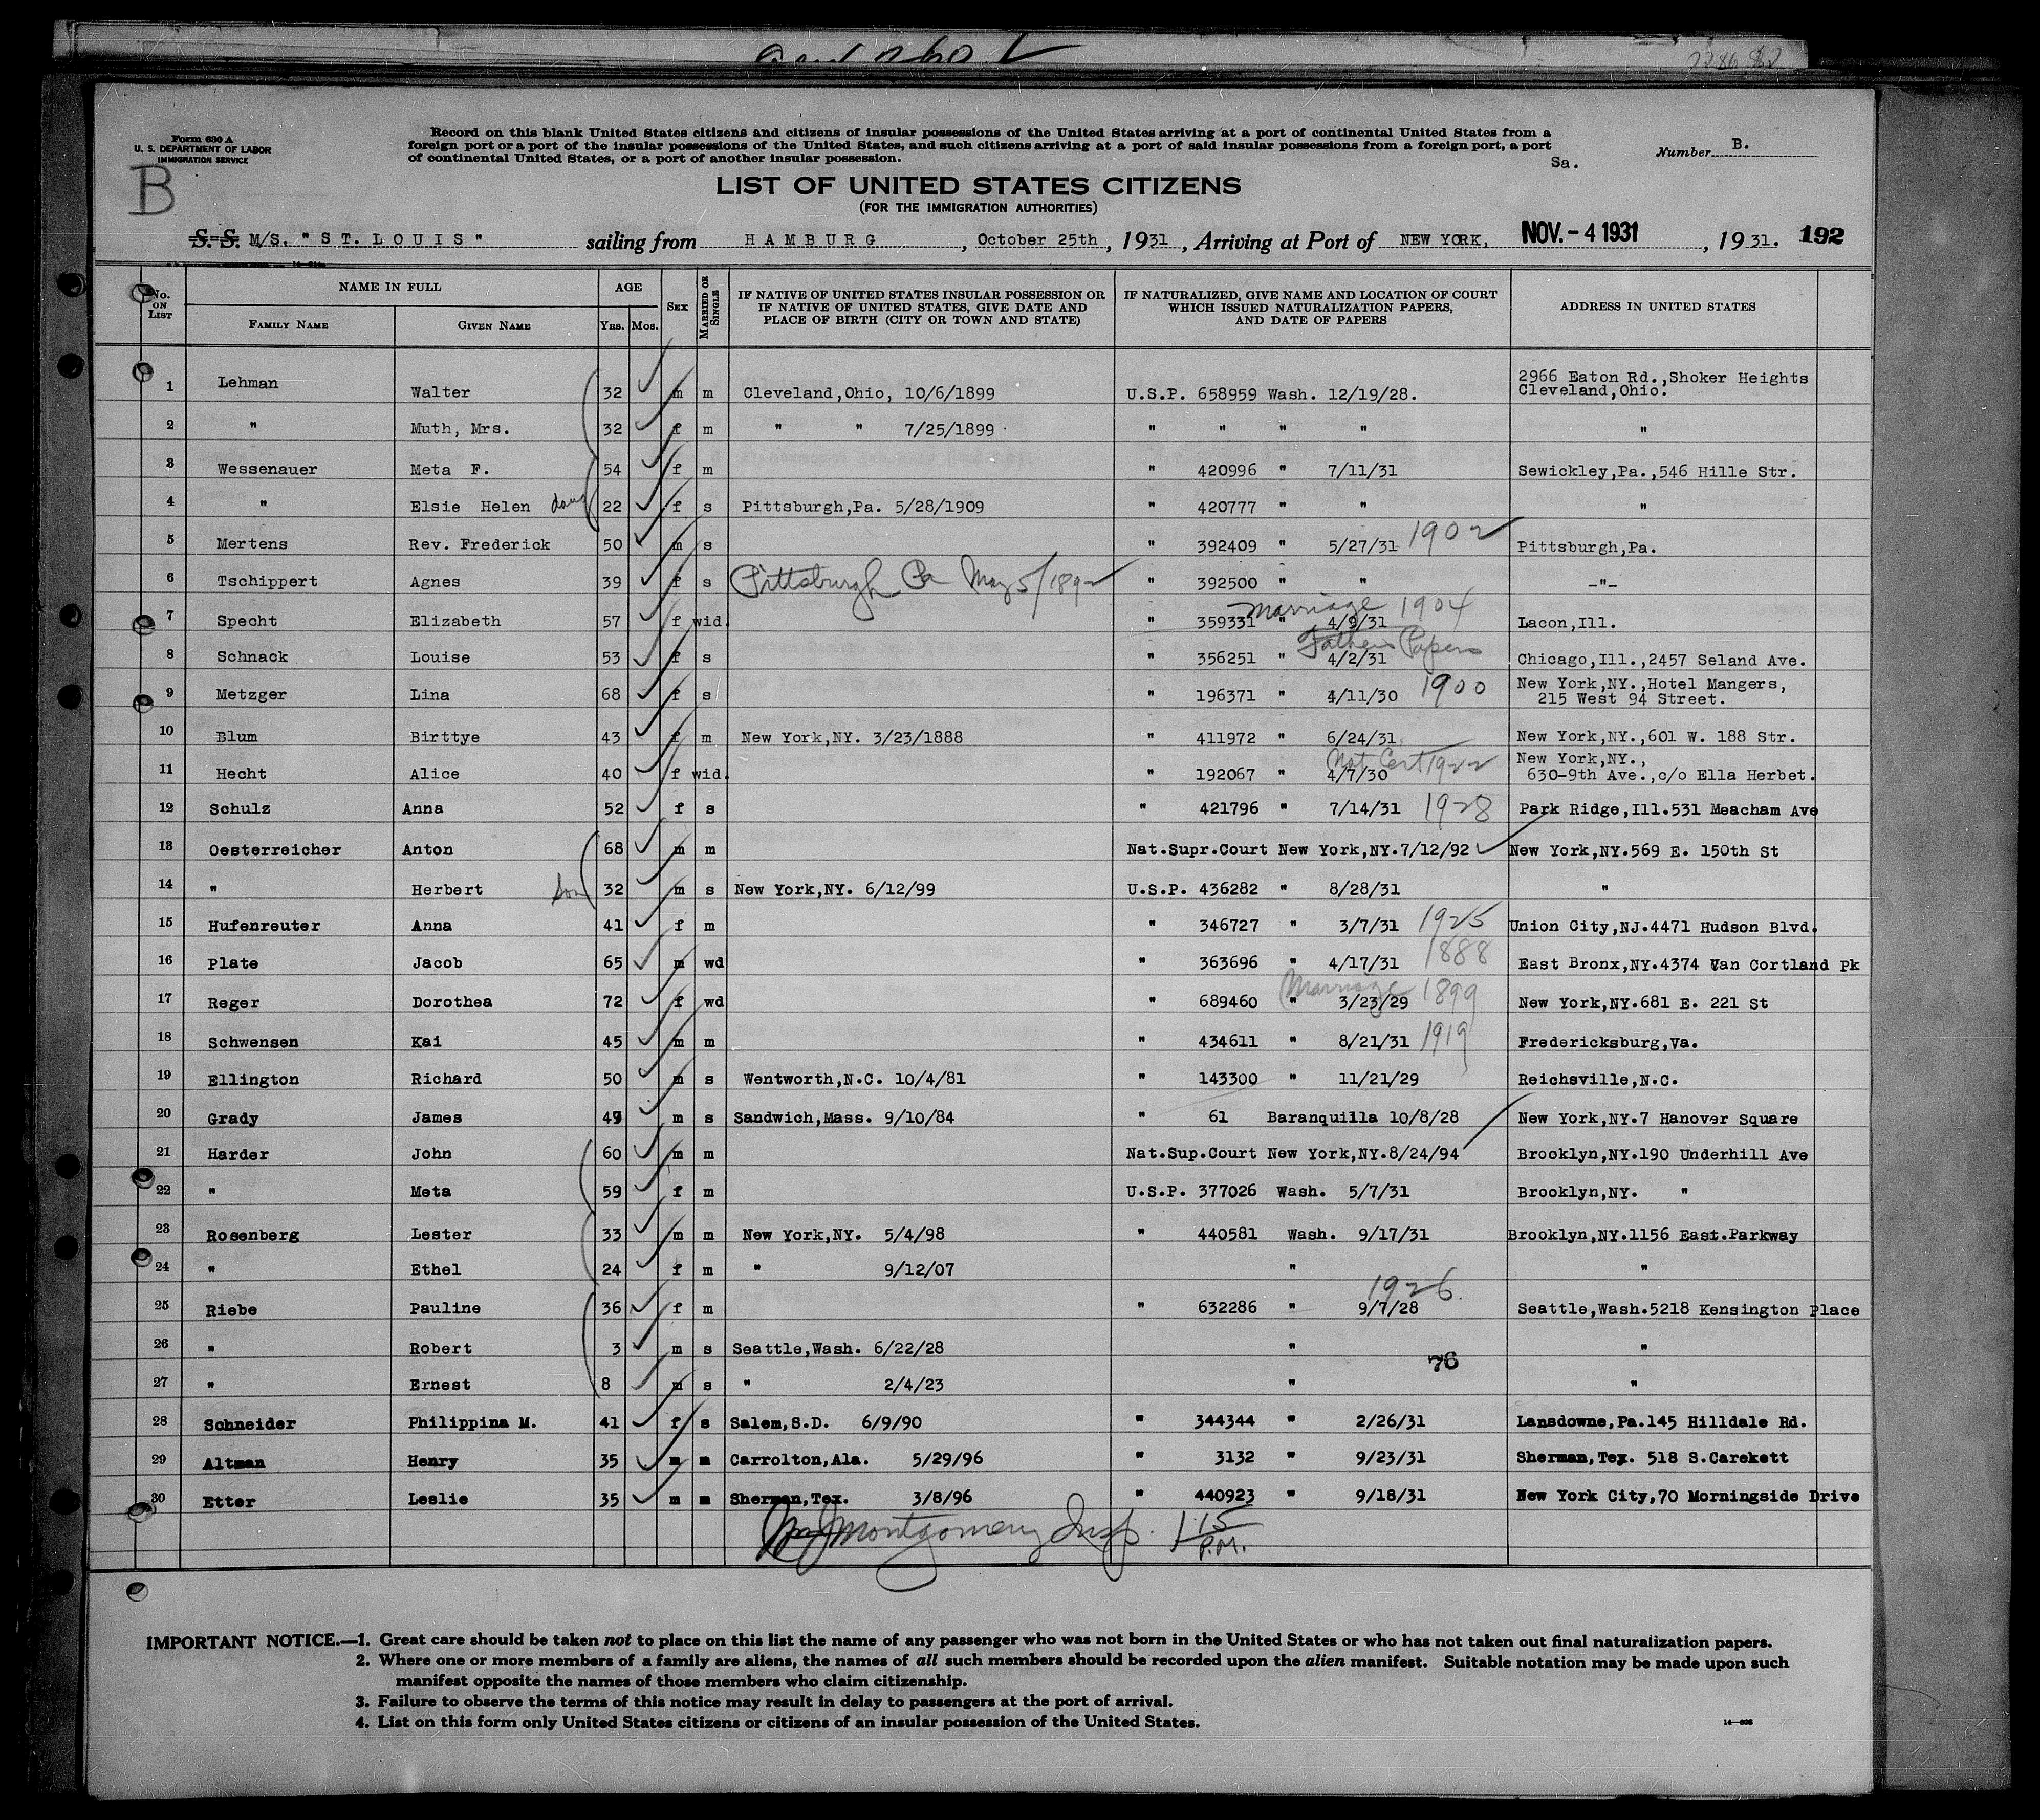 Form 630 A
U. S. DEPARTMENT OF LABOR
IMMIGRATION SERVICE
B
Record on this blank United States citizens and citizens of insular possessions of the United States arriving at a port of continental United States from a
foreign port or a port of the insular possessions of the United States, and such citizens arriving at a port of said insular possessions from a foreign port, a port
of continental United States, or a port of another insular possession.
Sa.
Number B.
LIST OF UNITED STATES CITIZENS
(FOR THE IMMIGRATION AUTHORITIES)
S. S. M/S. "ST. LOUIS" sailing from HAMBURG, October 25th, 1931, Arriving at Port of NEW YORK, NOV. - 4 1931, 1931. 192
No. ON LIST NAME IN FULL AGE SEX MARRIED OR SINGLE IF NATIVE OF UNITED STATES INSULAR POSSESSION OR IF NATIVE OF UNITED STATES, GIVE DATE AND PLACE OF BIRTH (CITY OR TOWN AND STATE) IF NATURALIZED, GIVE NAME AND LOCATION OF COURT WHICH ISSUED NATURALIZATION PAPERS, AND DATE OF PAPERS ADDRESS IN UNITED STATES
FAMILY NAME GIVEN NAME YRS. MOS.
1 Lehman Walter 32 m m Cleveland,Ohio, 10/6/1899 U.S.P. 658959 Wash. 12/19/28. 2966 Eaton Rd.,Shoker Heights Cleveland,Ohio.
2 " Muth, Mrs. 32 f m " " 7/25/1899 " " " " "
3 Wessenauer Meta F. 54 f m " 420996 " 7/11/31 Sewickley,Pa.,546 Hille Str.
4 " Elsie Helen daug 22 f s Pittsburgh,Pa. 5/28/1909 " 420777 " " "
5 Mertens Rev. Frederick 50 m s " 392409 " 5/27/31 1902 Pittsburgh,Pa.
6 Tschippert Agnes 39 f s Pittsburgh Pa May 5/1892 " 392500 " " -"-
7 Specht Elizabeth 57 f wid. " 359331 " 4/9/31 Marriage 1904 Lacon,Ill.
8 Schnack Louise 53 f s " 356251 " 4/2/31 Fathers Papers Chicago,Ill.,2457 Seland Ave.
9 Metzger Lina 68 f s " 196371 " 4/11/30 1900 New York,NY.,Hotel Mangers, 215 West 94 Street.
10 Blum Birttye 43 f m New York,NY. 3/23/1888 " 411972 " 6/24/31 New York,NY.,601 W. 188 Str.
11 Hecht Alice 40 f wid. " 192067 " 4/7/30 Nat Cert 1922 New York,NY., 630-9th Ave.,c/o Ella Herbet.
12 Schulz Anna 52 f s " 421796 " 7/14/31 1928 Park Ridge,Ill.531 Meacham Ave
13 Oesterreicher Anton 68 m m Nat.Supr.Court New York,NY.7/12/92 New York,NY.569 E. 150th St
14 " Herbert Son 32 m s New York,NY. 6/12/99 U.S.P. 436282 " 8/28/31 "
15 Hufenreuter Anna 41 f m " 346727 " 3/7/31 1925 Union City,NJ.4471 Hudson Blvd.
16 Plate Jacob 65 m wd " 363696 " 4/17/31 1888 East Bronx,NY.4374 Van Cortland Pk
17 Reger Dorothea 72 f wd " 689460 " 3/23/29 Marriage 1899 New York,NY.681 E. 221 St
18 Schwensen Kai 45 m m " 434611 " 8/21/31 1919 Fredericksburg,Va.
19 Ellington Richard 50 m s Wentworth,N.C. 10/4/81 " 143300 " 11/21/29 Reichsville,N.C.
20 Grady James 47 m s Sandwich,Mass. 9/10/84 " 61 Baranquilla 10/8/28 New York,NY.7 Hanover Square
21 Harder John 60 m m Nat.Sup.Court New York,NY.8/24/94 Brooklyn,NY.190 Underhill Ave
22 " Meta 59 f m U.S.P. 377026 Wash. 5/7/31 Brooklyn,NY. "
23 Rosenberg Lester 33 m m New York,NY. 5/4/98 " 440581 Wash. 9/17/31 Brooklyn,NY.1156 East.Parkway
24 " Ethel 24 f m " 9/12/07 " "
25 Riebe Pauline 36 f m " 632286 " 9/7/28 1926. Seattle,Wash.5218 Kensington Place
26 " Robert 3 m s Seattle,Wash. 6/22/28 " "
76
27 " Ernest 8 m s " 2/4/23 " "
28 Schneider Philippina M. 41 f s Salem,S.D. 6/9/90 " 344344 " 2/26/31 Lansdowne,Pa.145 Hilldale Rd.
29 Altman Henry 35 m m Carrolton,Ala. 5/29/96 " 3132 " 9/23/31 Sherman,Tex. 518 S.Carekett
30 Etter Leslie 35 m m Sherman,Tex. 3/8/96 " 440923 " 9/18/31 New York City,70 Morningside Drive
Montgomery Insp. 1:15 P.M.
IMPORTANT NOTICE.—1. Great care should be taken not to place on this list the name of any passenger who was not born in the United States or who has not taken out final naturalization papers.
2. Where one or more members of a family are aliens, the names of all such members should be recorded upon the alien manifest. Suitable notation may be made upon such
manifest opposite the names of those members who claim citizenship.
3. Failure to observe the terms of this notice may result in delay to passengers at the port of arrival.
4. List on this form only United States citizens or citizens of an insular possession of the United States.